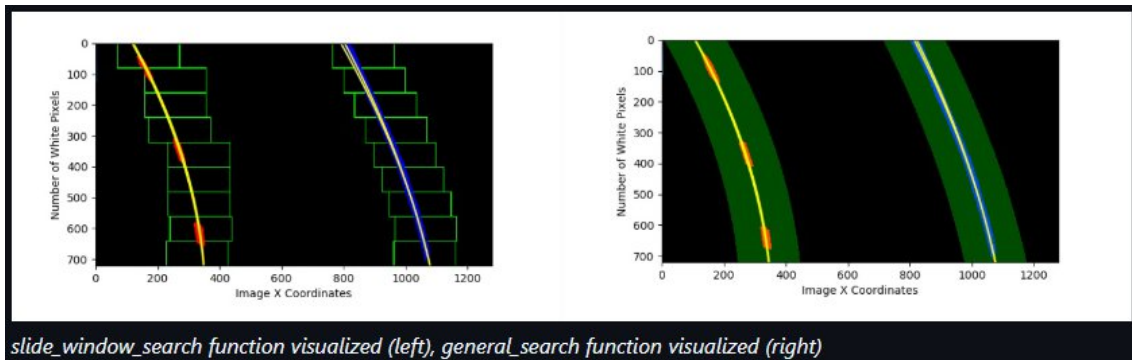 0
100
200
300
400
500
600
700
Number of White Pixels
0 200 400 600 800 1000 1200
Image X Coordinates
0
100
200
300
400
500
600
700
Number of White Pixels
0 200 400 600 800 1000 1200
Image X Coordinates
slide_window_search function visualized (left), general_search function visualized (right)